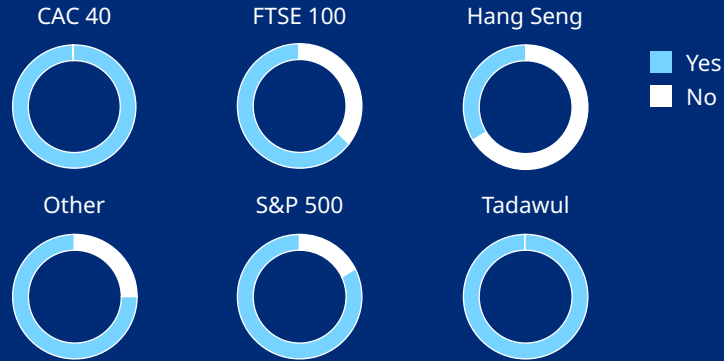 CAC 40
FTSE 100
Hang Seng
Yes
No
Other
S&P 500
Tadawul